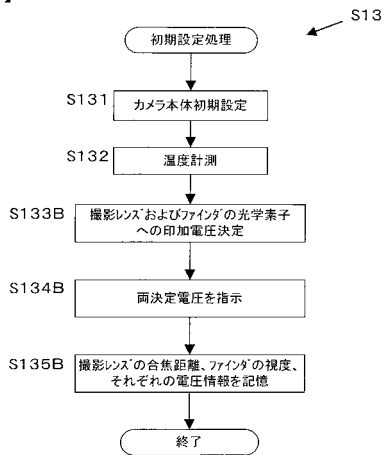 S13
初期設定処理
S131
カメラ本体初期設定
S132
温度計測
S133B
撮影レンズおよびファインダの光学素子
への印加電圧決定
S134B
両決定電圧を指示
S135B
撮影レンズの合焦距離、ファインダの視度、
それぞれの電圧情報を記憶
終了